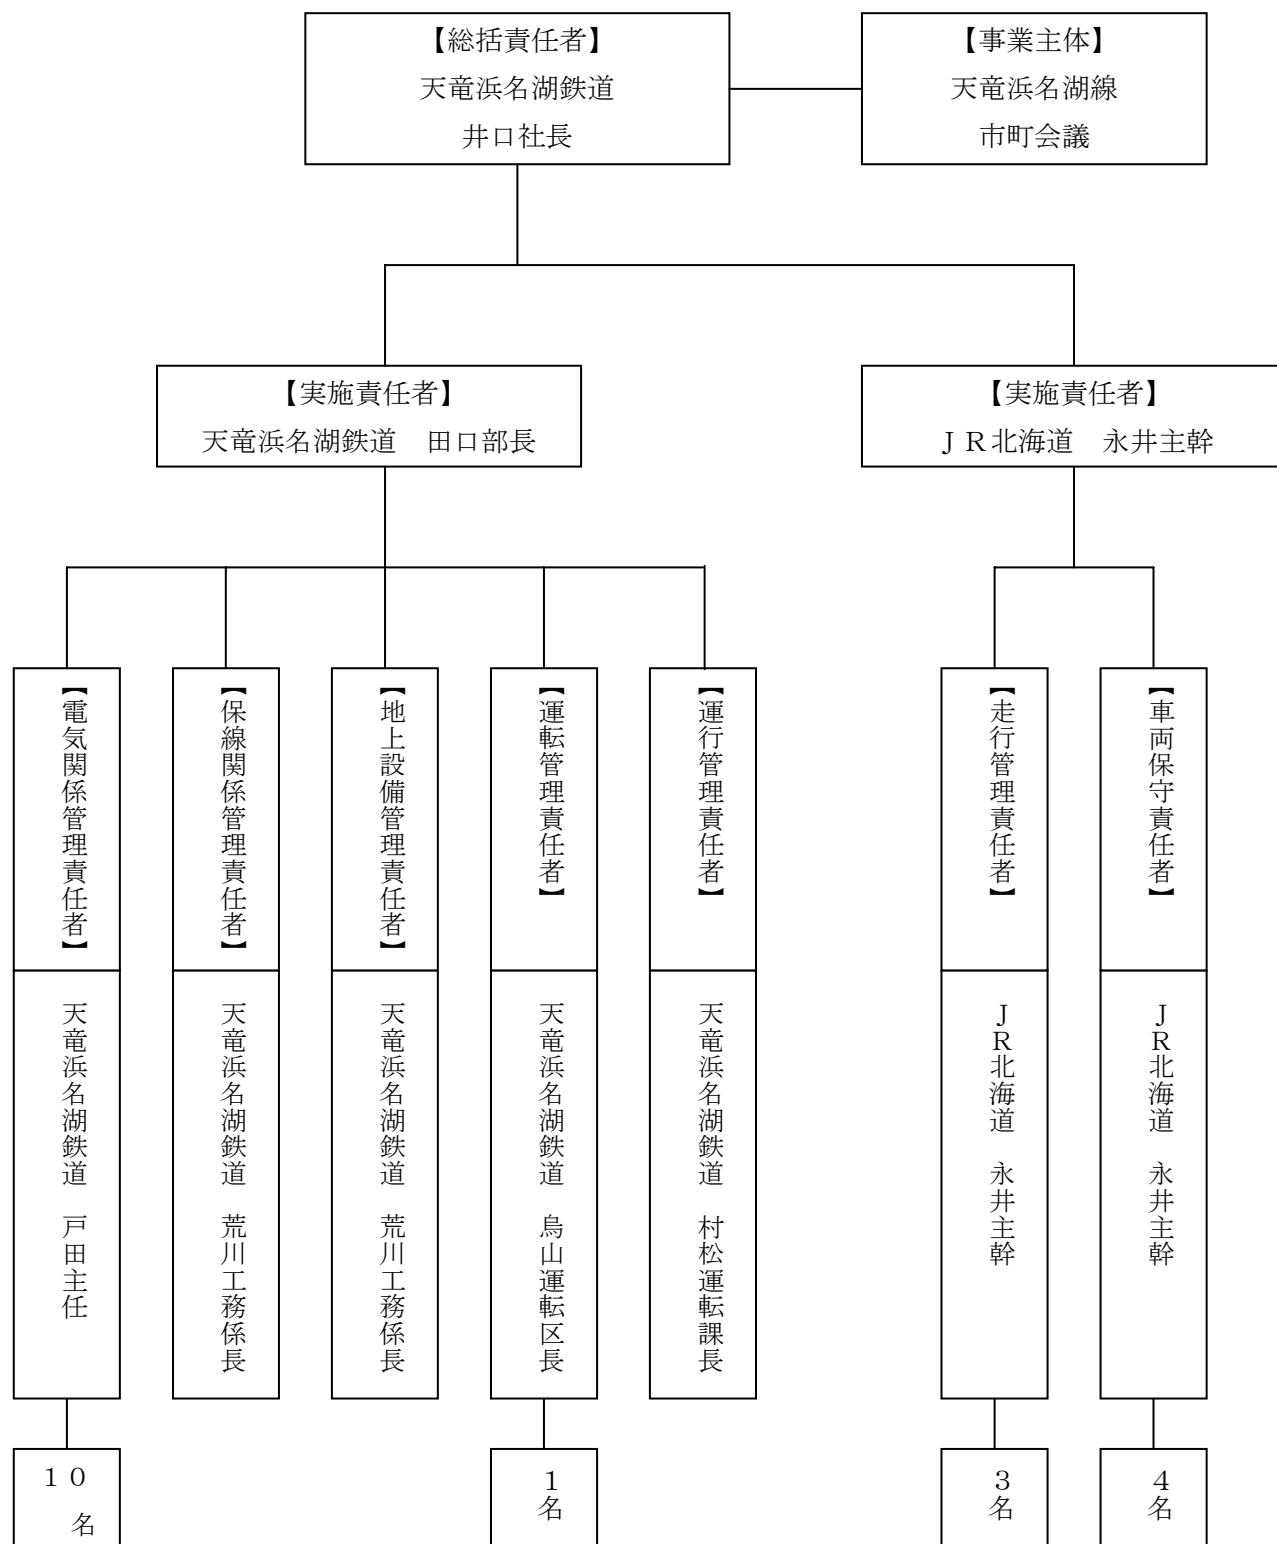 【総括責任者】
天竜浜名湖鉄道
井口社長
【事業主体】
天竜浜名湖線
市町会議
【実施責任者】
天竜浜名湖鉄道　田口部長
【実施責任者】
ＪＲ北海道　永井主幹
【電気関係管理責任者】
天竜浜名湖鉄道　戸田主任
【保線関係管理責任者】
天竜浜名湖鉄道　荒川工務係長
【地上設備管理責任者】
天竜浜名湖鉄道　荒川工務係長
【運転管理責任者】
天竜浜名湖鉄道　烏山運転区長
【運行管理責任者】
天竜浜名湖鉄道　村松運転課長
【走行管理責任者】
ＪＲ北海道　永井主幹
【車両保守責任者】
ＪＲ北海道　永井主幹
１０
名
１名
３名
４名